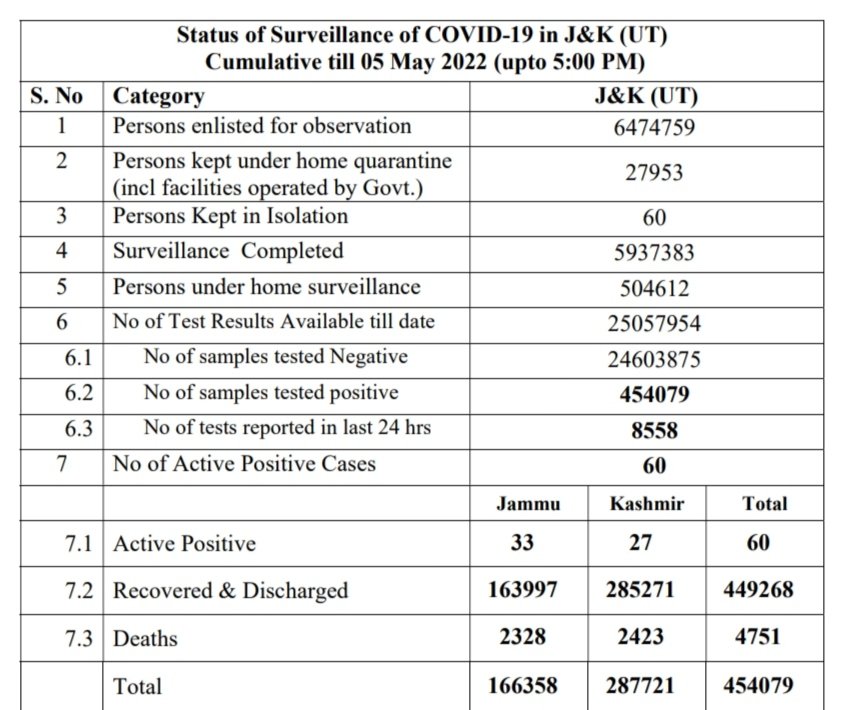 Status of Surveillance of COVID-19 in J&K (UT)
Cumulative till 05 May 2022 (upto 5:00 PM)
S. No Category J&K (UT)
1 Persons enlisted for observation 6474759
2 Persons kept under home quarantine
(incl facilities operated by Govt.) 27953
3 Persons Kept in Isolation 60
4 Surveillance Completed 5937383
5 Persons under home surveillance 504612
6 No of Test Results Available till date 25057954
6.1 No of samples tested Negative 24603875
6.2 No of samples tested positive 454079
6.3 No of tests reported in last 24 hrs 8558
7 No of Active Positive Cases 60
Jammu Kashmir Total
7.1 Active Positive 33 27 60
7.2 Recovered & Discharged 163997 285271 449268
7.3 Deaths 2328 2423 4751
Total 166358 287721 454079